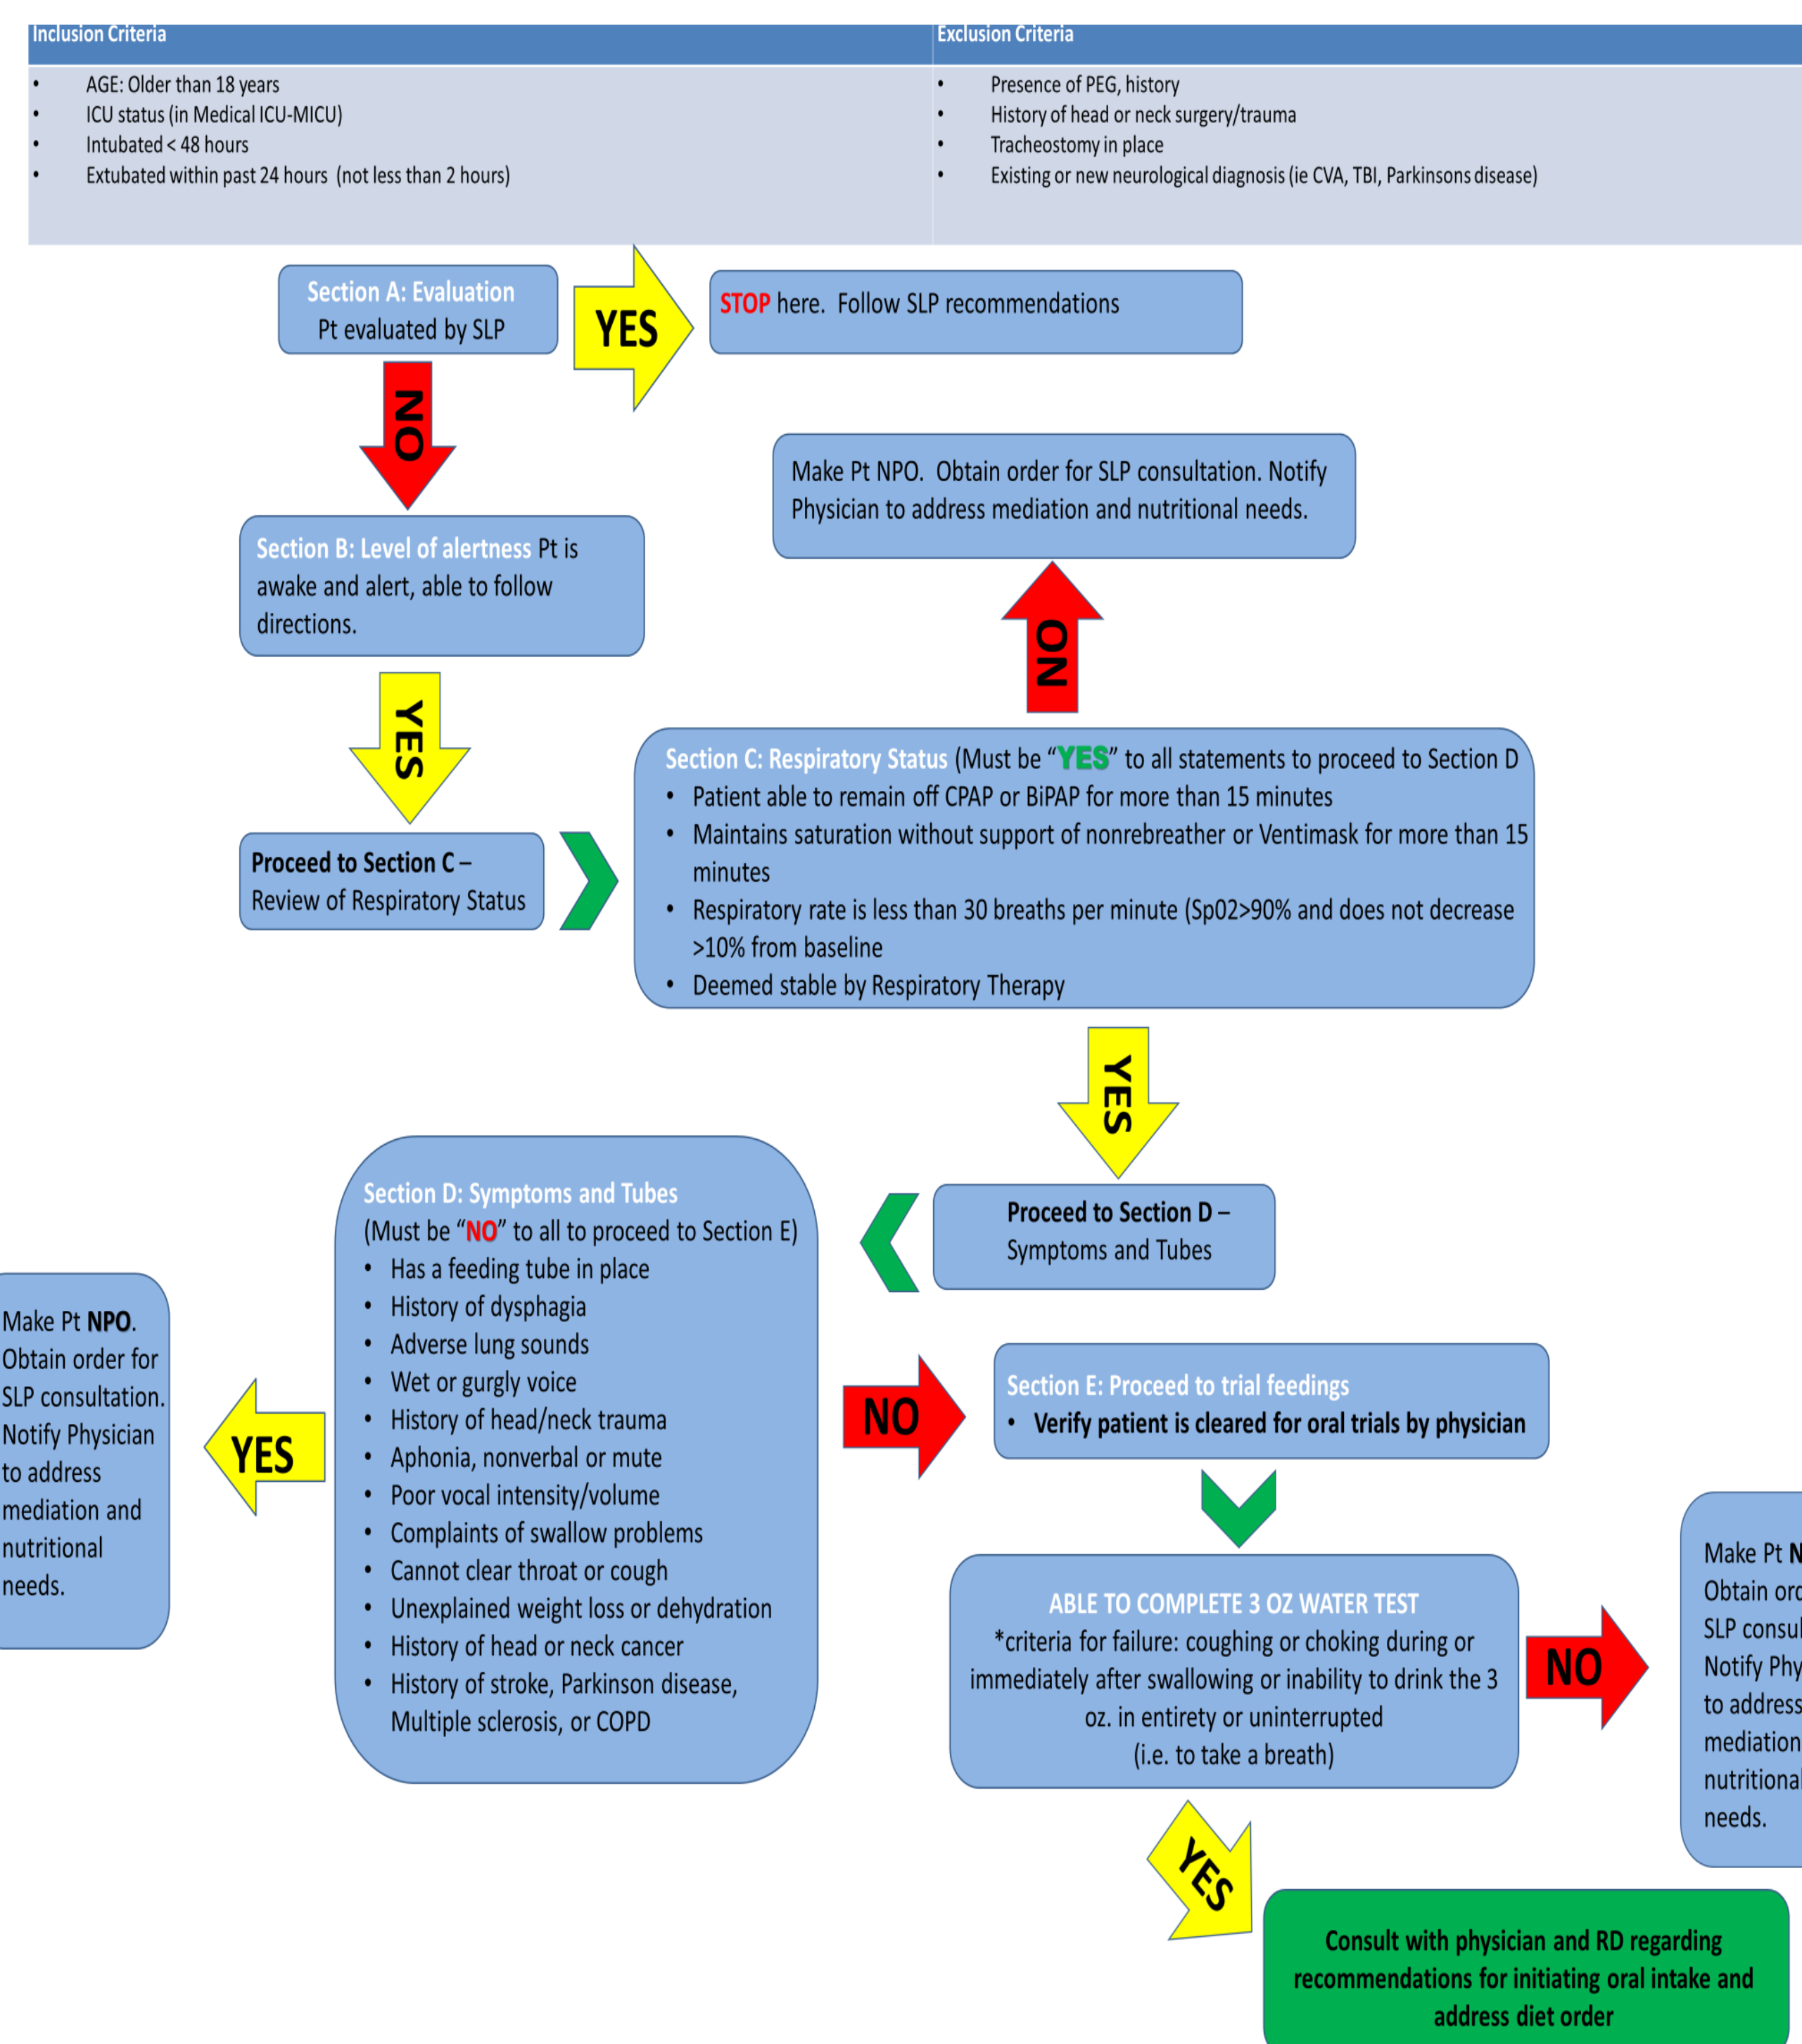 Inclusion Criteria
Exclusion Criteria
• AGE: Older than 18 years
• ICU status (in Medical ICU-MICU)
• Intubated < 48 hours
• Extubated within past 24 hours (not less than 2 hours)
• Presence of PEG, history
• History of head or neck surgery/trauma
• Tracheostomy in place
• Existing or new neurological diagnosis (ie CVA, TBI, Parkinsons disease)
Section A: Evaluation
Pt evaluated by SLP
YES
STOP here. Follow SLP recommendations
NO
Section B: Level of alertness Pt is
awake and alert, able to follow
directions.
YES
Proceed to Section C –
Review of Respiratory Status
Make Pt NPO. Obtain order for SLP consultation. Notify
Physician to address mediation and nutritional needs.
NO
Section C: Respiratory Status (Must be “YES” to all statements to proceed to Section D
• Patient able to remain off CPAP or BiPAP for more than 15 minutes
• Maintains saturation without support of nonrebreather or Ventimask for more than 15
minutes
• Respiratory rate is less than 30 breaths per minute (Sp02>90% and does not decrease
>10% from baseline
• Deemed stable by Respiratory Therapy
YES
Proceed to Section D –
Symptoms and Tubes
Section D: Symptoms and Tubes
(Must be “NO” to all to proceed to Section E)
• Has a feeding tube in place
• History of dysphagia
• Adverse lung sounds
• Wet or gurgly voice
• History of head/neck trauma
• Aphonia, nonverbal or mute
• Poor vocal intensity/volume
• Complaints of swallow problems
• Cannot clear throat or cough
• Unexplained weight loss or dehydration
• History of head or neck cancer
• History of stroke, Parkinson disease,
Multiple sclerosis, or COPD
YES
Make Pt NPO.
Obtain order for
SLP consultation.
Notify Physician
to address
mediation and
nutritional
needs.
NO
Section E: Proceed to trial feedings
• Verify patient is cleared for oral trials by physician
ABLE TO COMPLETE 3 OZ WATER TEST
*criteria for failure: coughing or choking during or
immediately after swallowing or inability to drink the 3
oz. in entirety or uninterrupted
(i.e. to take a breath)
NO
Make Pt
Obtain
SLP
Notify
to address
mediation
nutritional
needs.
YES
Consult with physician and RD regarding
recommendations for initiating oral intake and
address diet order